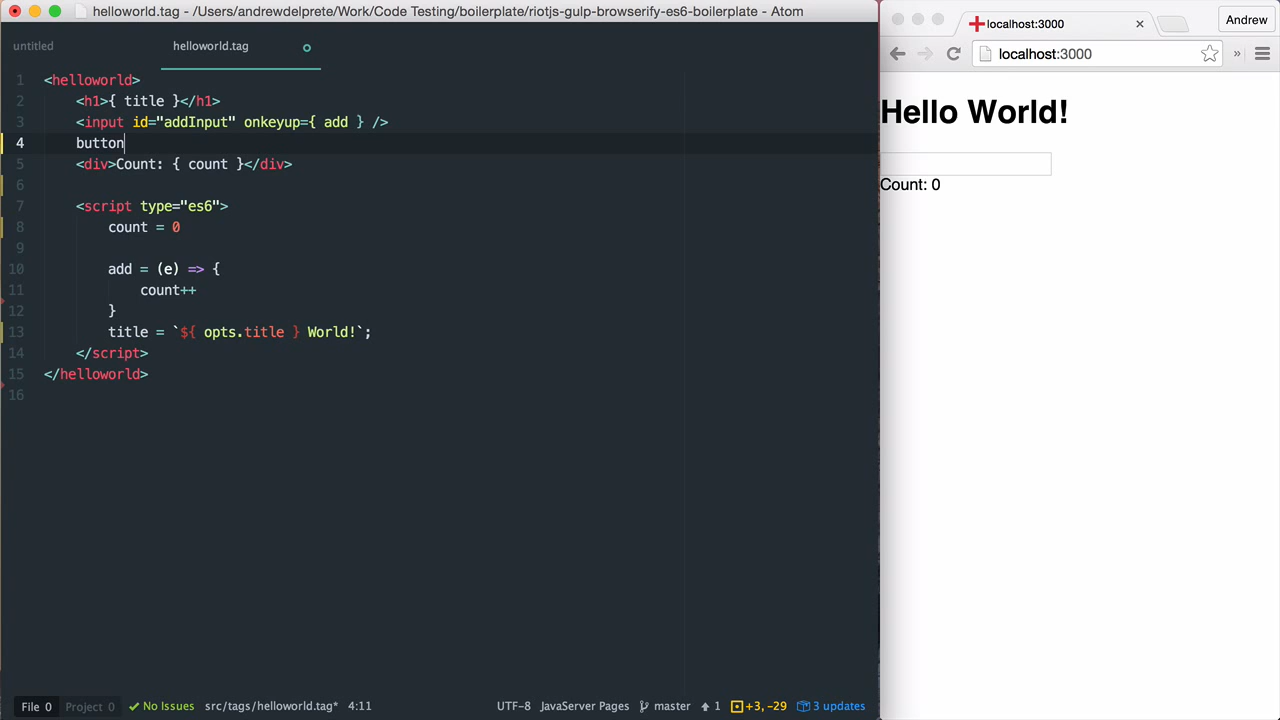 helloworld.tag - /Users/andrewdelprete/Work/Code Testing/boilerplate/riotjs-gulp-browserify-es6-boilerplate - Atom
untitled
helloworld.tag
1 <helloworld>
2 <h1>{ title }</h1>
3 <input id="addInput" onkeyup={ add } />
4 button
5 <div>Count: { count }</div>
6
7 <script type="es6">
8 count = 0
9
10 add = (e) => {
11 count++
12 }
13 title = `${ opts.title } World!`;
14 </script>
15 </helloworld>
16
File 0 Project 0 No Issues src/tags/helloworld.tag* 4:11 UTF-8 JavaServer Pages master 1 +3, -29 3 updates
localhost:3000
Andrew
localhost:3000 »
Hello World!
Count: 0